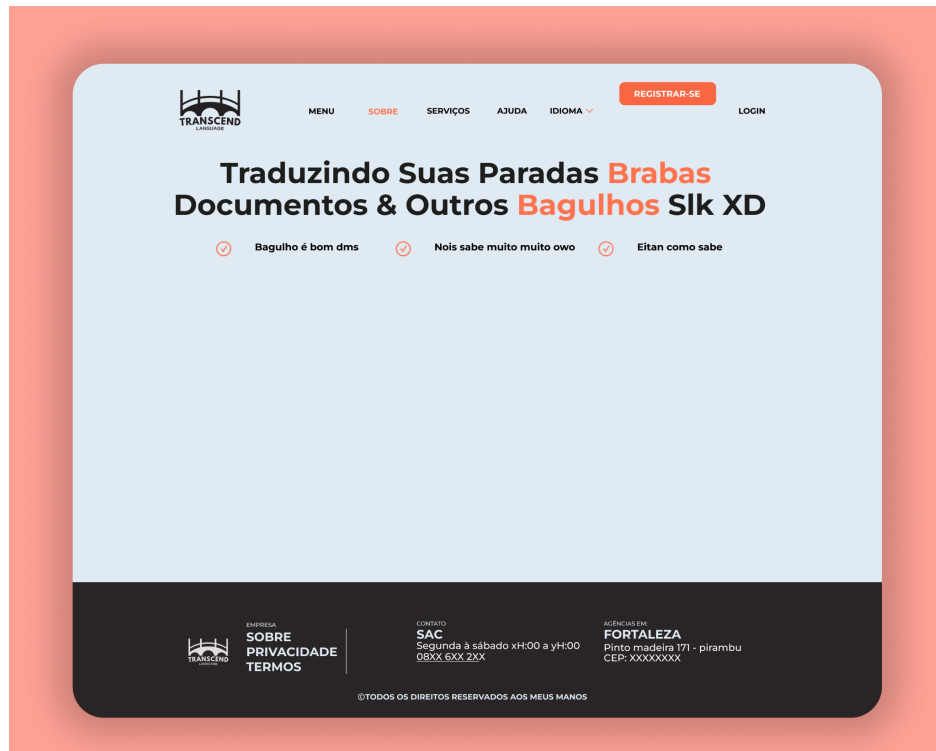 TRANSCEND
LANGUAGE
MENU
SOBRE
SERVIÇOS
AJUDA
IDIOMA
REGISTRAR-SE
LOGIN
Traduzindo Suas Paradas Brabas
Documentos & Outros Bagulhos Slk XD
Bagulho é bom dms
Nois sabe muito muito owo
Eitan como sabe
TRANSCEND
LANGUAGE
EMPRESA
SOBRE
PRIVACIDADE
TERMOS
CONTATO
SAC
Segunda à sábado xH:00 a yH:00
08XX 6XX 2XX
AGÊNCIAS EM:
FORTALEZA
Pinto madeira 171 - pirambu
CEP: XXXXXXXX
©TODOS OS DIREITOS RESERVADOS AOS MEUS MANOS